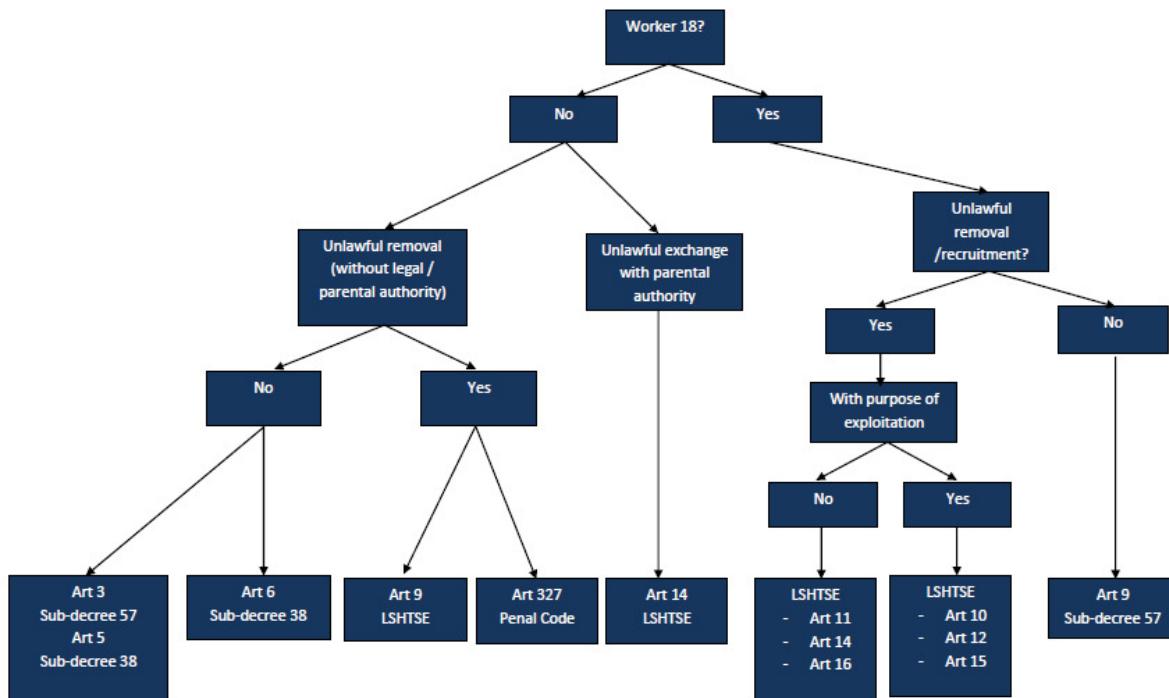 Worker 18?
No
Yes
Unlawful removal
(without legal /
parental authority)
Unlawful exchange
with parental
authority
Unlawful
removal
/recruitment?
Yes
No
No
Yes
With purpose of
exploitation
No
Yes
Art 3
Sub-decree 57
Art 5
Sub-decree 38
Art 6
Sub-decree 38
Art 9
LSHTSE
Art 327
Penal Code
Art 14
LSHTSE
LSHTSE
- Art 11
- Art 14
- Art 16
LSHTSE
- Art 10
- Art 12
- Art 15
Art 9
Sub-decree 57